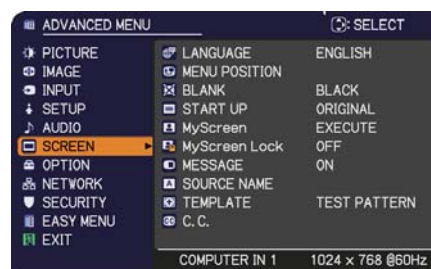 ADVANCED MENU : SELECT
PICTURE LANGUAGE ENGLISH
IMAGE MENU POSITION
INPUT BLANK BLACK
SETUP START UP ORIGINAL
AUDIO MyScreen EXECUTE
SCREEN MyScreen Lock OFF
OPTION MESSAGE ON
NETWORK SOURCE NAME
SECURITY TEMPLATE TEST PATTERN
EASY MENU C.C.
EXIT
COMPUTER IN 1 1024 x 768 @60Hz